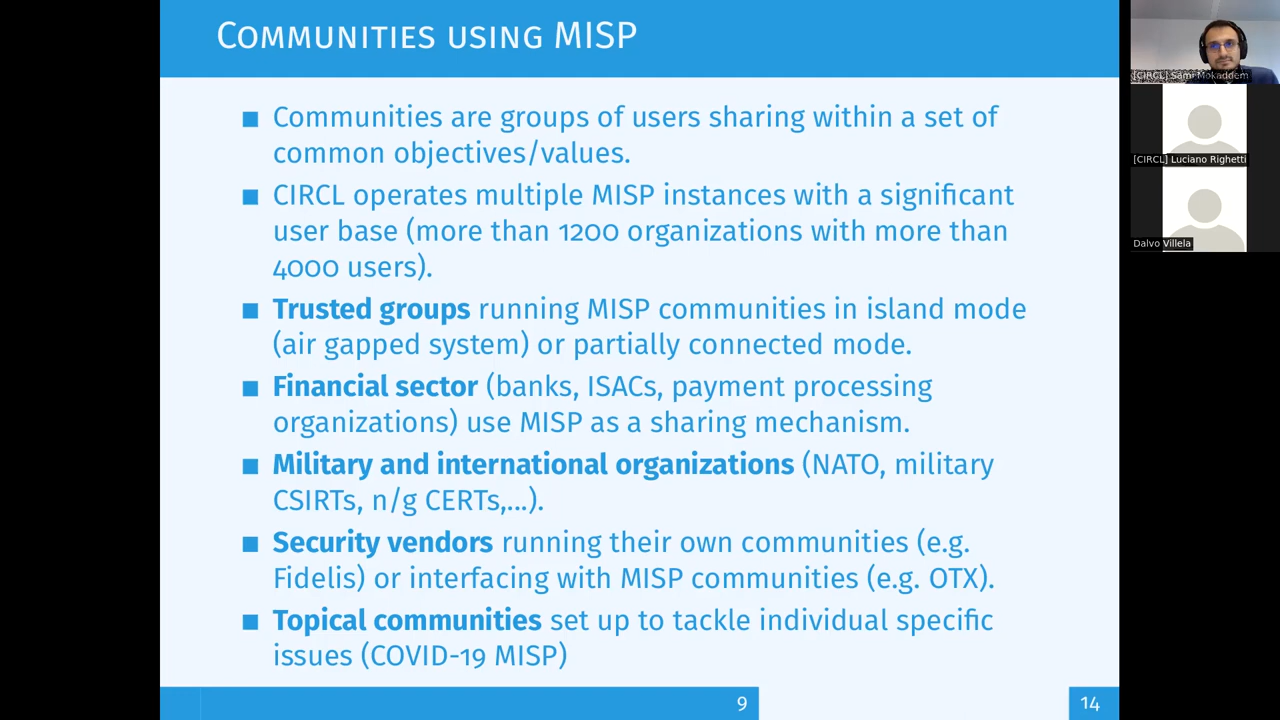 Communities using MISP
■ Communities are groups of users sharing within a set of
common objectives/values.
■ CIRCL operates multiple MISP instances with a significant
user base (more than 1200 organizations with more than
4000 users).
■ Trusted groups running MISP communities in island mode
(air gapped system) or partially connected mode.
■ Financial sector (banks, ISACs, payment processing
organizations) use MISP as a sharing mechanism.
■ Military and international organizations (NATO, military
CSIRTs, n/g CERTs,...).
■ Security vendors running their own communities (e.g.
Fidelis) or interfacing with MISP communities (e.g. OTX).
■ Topical communities set up to tackle individual specific
issues (COVID-19 MISP)
9
14
[CIRCL] Sami Mokaddem
[CIRCL] Luciano Righetti
Dalvo Villela